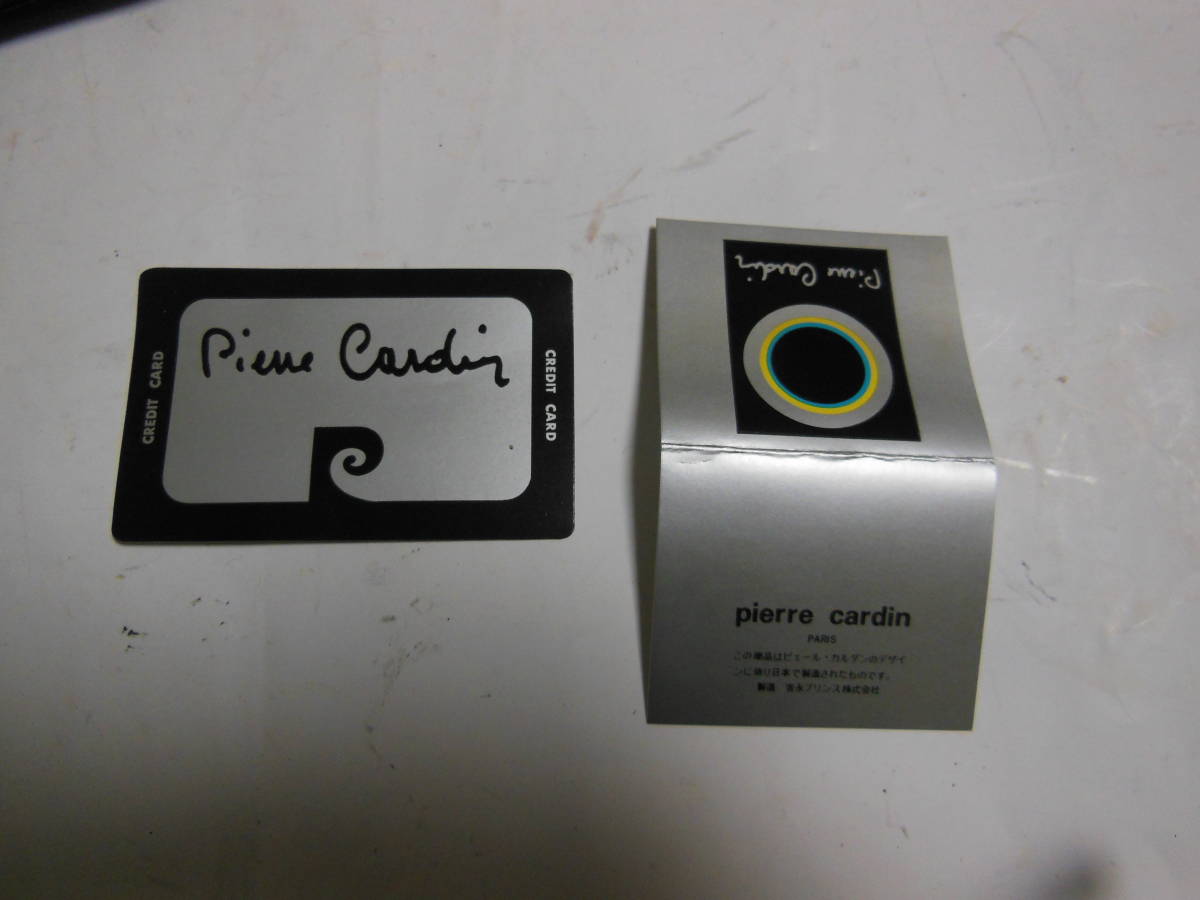 Pierre Cardin
CREDIT CARD
CREDIT CARD
Pierre Cardin
pierre cardin
PARIS
この商品はピエール・カルダンのデザイ
ンに依り日本で製造されたものです。
製造 吉永プリンス株式会社